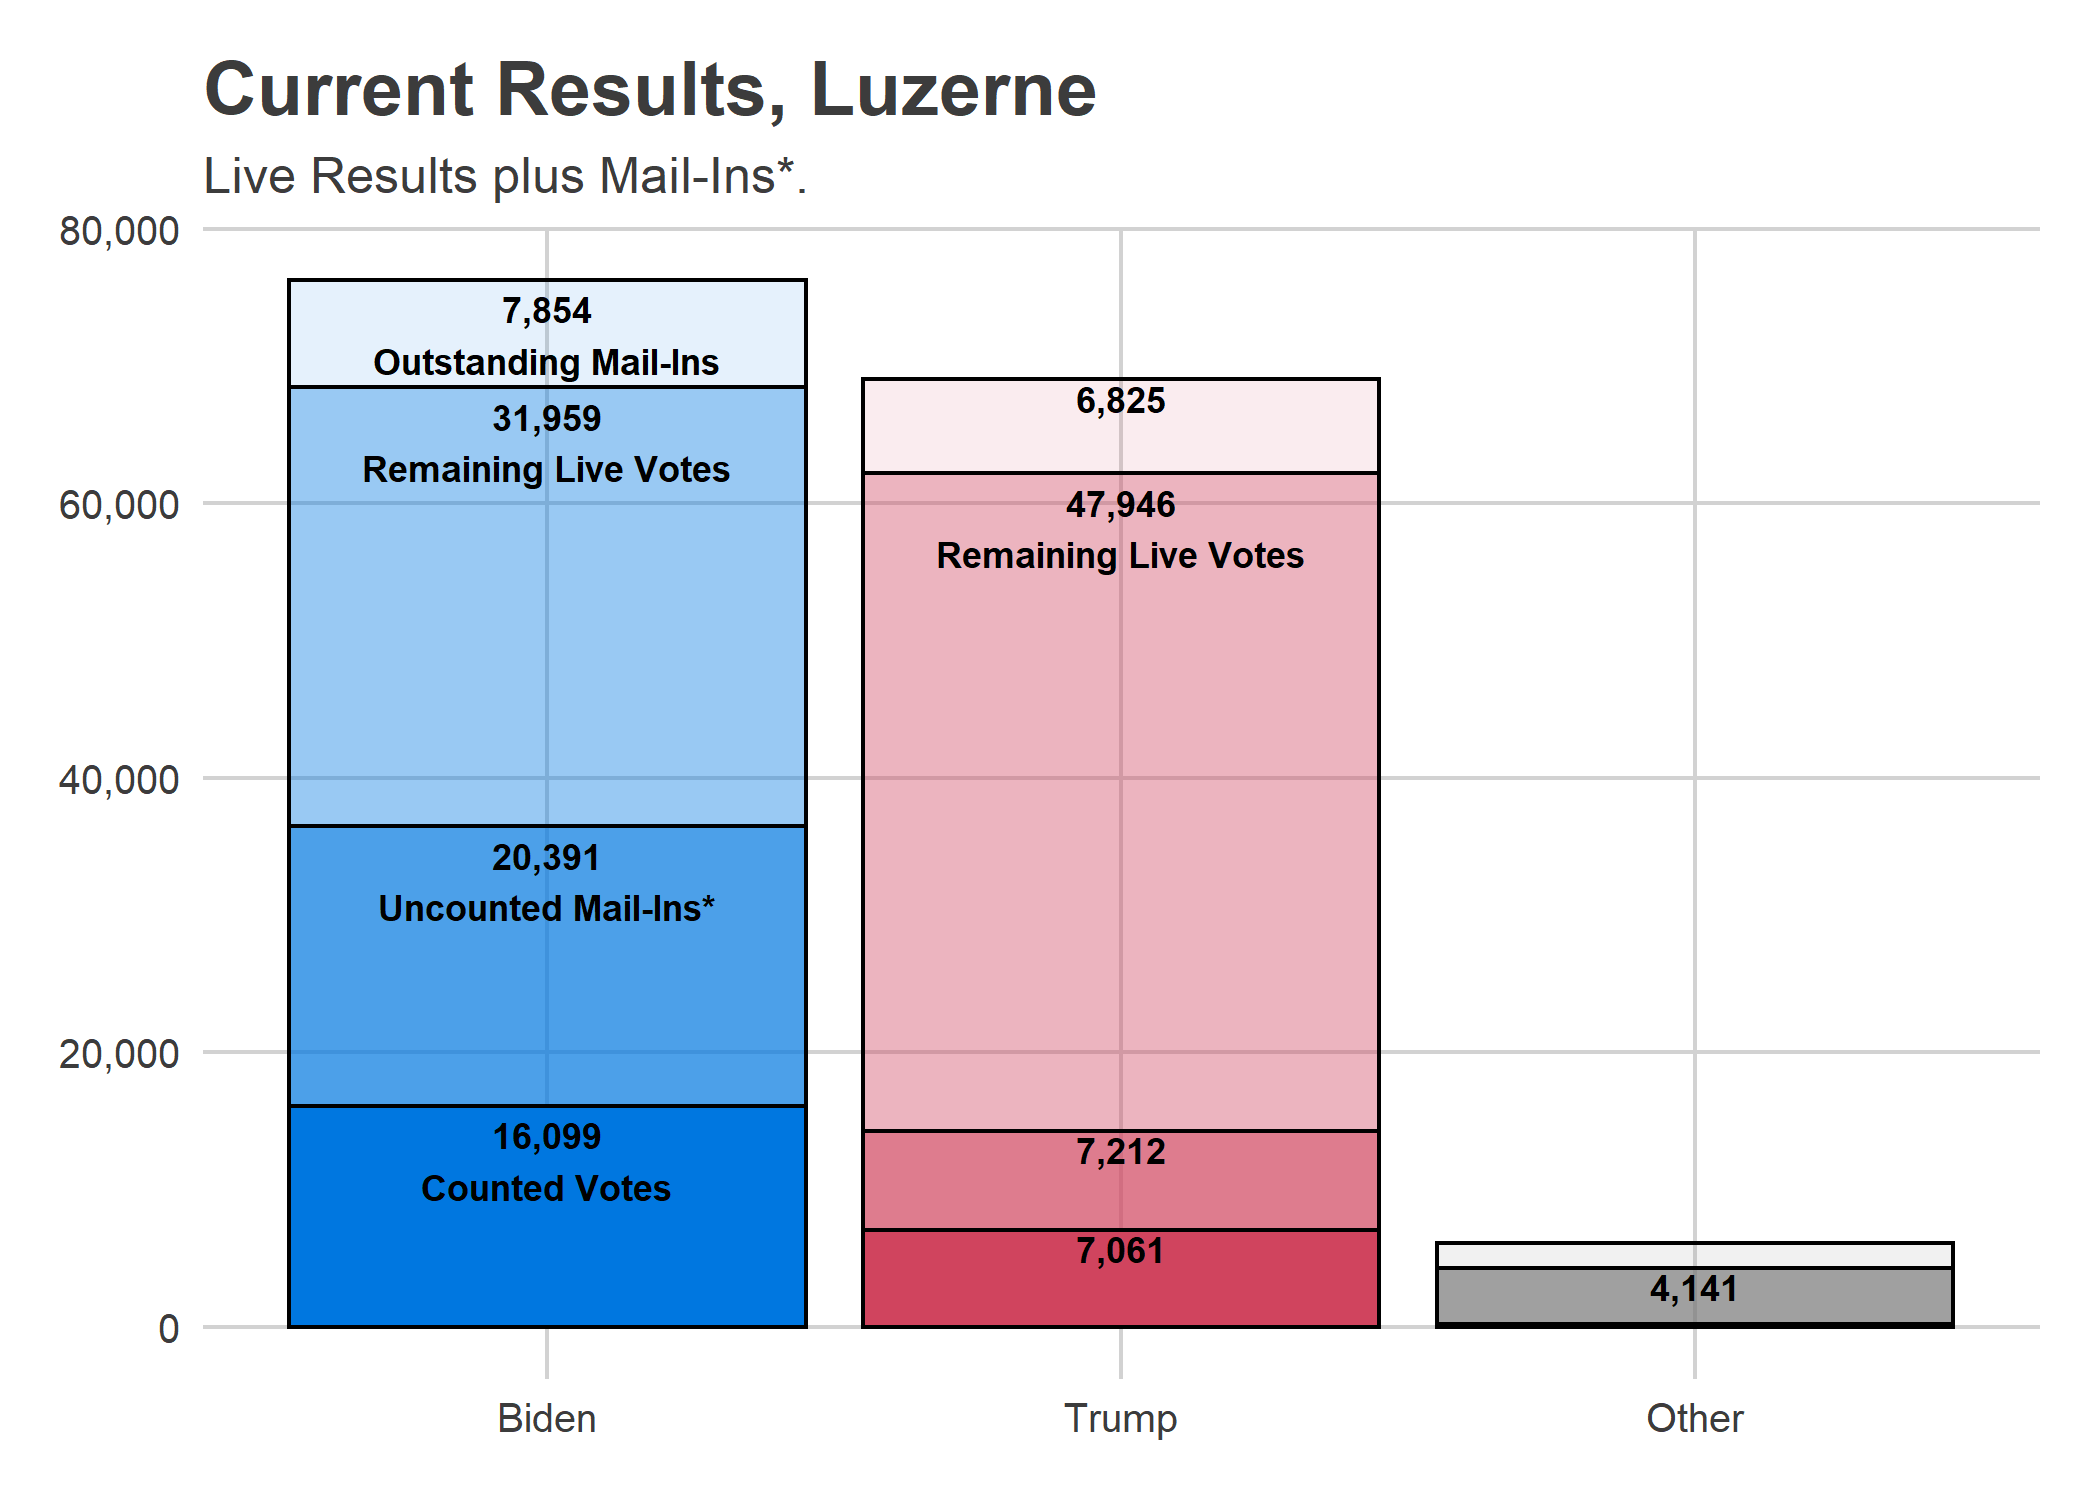 Current Results, Luzerne
Live Results plus Mail-Ins*.
80,000
60,000
40,000
20,000
0
7,854
Outstanding Mail-Ins
31,959
Remaining Live Votes
20,391
Uncounted Mail-Ins*
16,099
Counted Votes
6,825
47,946
Remaining Live Votes
7,212
7,061
4,141
Biden
Trump
Other